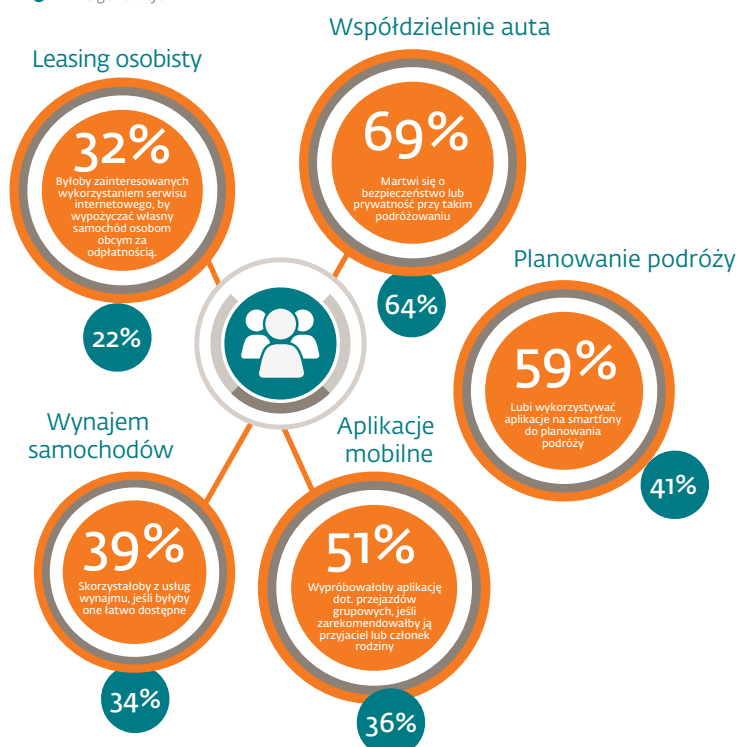 Współdzielenie auta
Leasing osobisty
32%
Byłoby zainteresowanych
wykorzystaniem serwisu
internetowego, by
wypożyczać własny
samochód osobom
obcym za
odpłatnością.
22%
69%
Martwi się o
bezpieczeństwo lub
prywatność przy takim
podróżowaniu
64%
Planowanie podróży
59%
Lubi wykorzystywać
aplikacje na smartfony
do planowania
podróży
41%
Wynajem
samochodów
39%
Skorzystałoby z usług
wynajmu, jeśli byłyby
one łatwo dostępne
34%
Aplikacje
mobilne
51%
Wypróbowałoby aplikację
dot. przejazdów
grupowych, jeśli
zarekomendowałby ją
przyjaciel lub członek
rodziny
36%